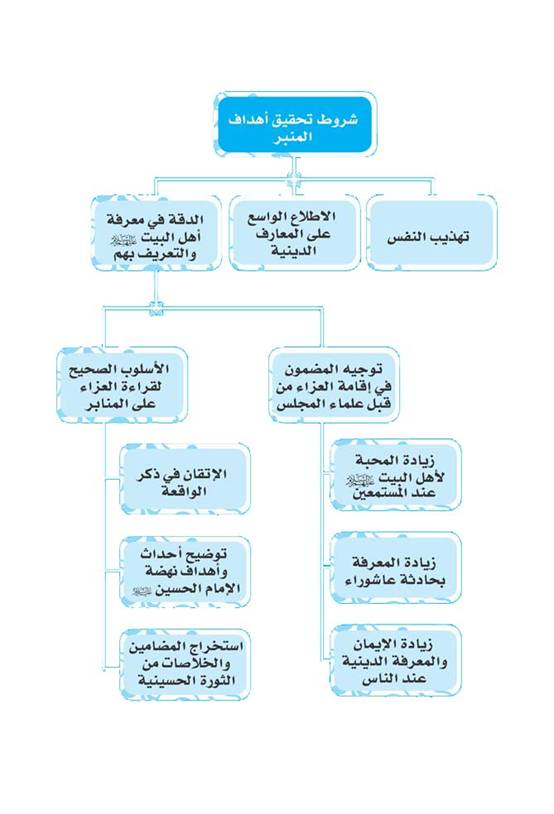 شروط تحقيق أهداف
المنبر
تهذيب النفس
الاطلاع الواسع
على المعارف
الدينية
الدقة في معرفة
أهل البيت عليهم السلام
والتعريف بهم
توجيه المضمون
في إقامة العزاء من
قبل علماء المجلس
زيادة المحبة
لأهل البيت عليهم السلام
عند المستمعين
زيادة المعرفة
بحادثة عاشوراء
زيادة الإيمان
والمعرفة الدينية
عند الناس
الأسلوب الصحيح
لقراءة العزاء
على المنابر
الإتقان في ذكر
الواقعة
توضيح أحداث
وأهداف نهضة
الإمام الحسين عليه السلام
استخراج المضامين
والخلاصات من
الثورة الحسينية